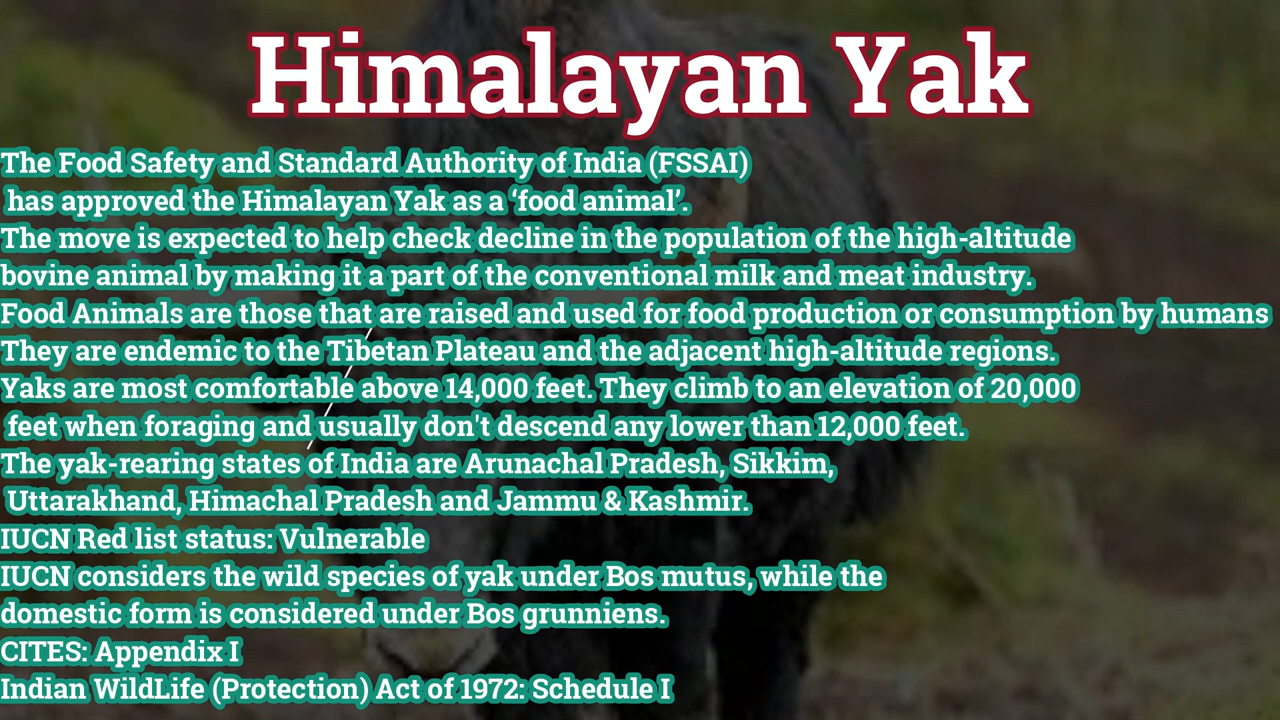 Himalayan Yak
The Food Safety and Standard Authority of India (FSSAI)
has approved the Himalayan Yak as a ‘food animal’.
The move is expected to help check decline in the population of the high-altitude
bovine animal by making it a part of the conventional milk and meat industry.
Food Animals are those that are raised and used for food production or consumption by humans
They are endemic to the Tibetan Plateau and the adjacent high-altitude regions.
Yaks are most comfortable above 14,000 feet. They climb to an elevation of 20,000
feet when foraging and usually don't descend any lower than 12,000 feet.
The yak-rearing states of India are Arunachal Pradesh, Sikkim,
Uttarakhand, Himachal Pradesh and Jammu & Kashmir.
IUCN Red list status: Vulnerable
IUCN considers the wild species of yak under Bos mutus, while the
domestic form is considered under Bos grunniens.
CITES: Appendix I
Indian WildLife (Protection) Act of 1972: Schedule I